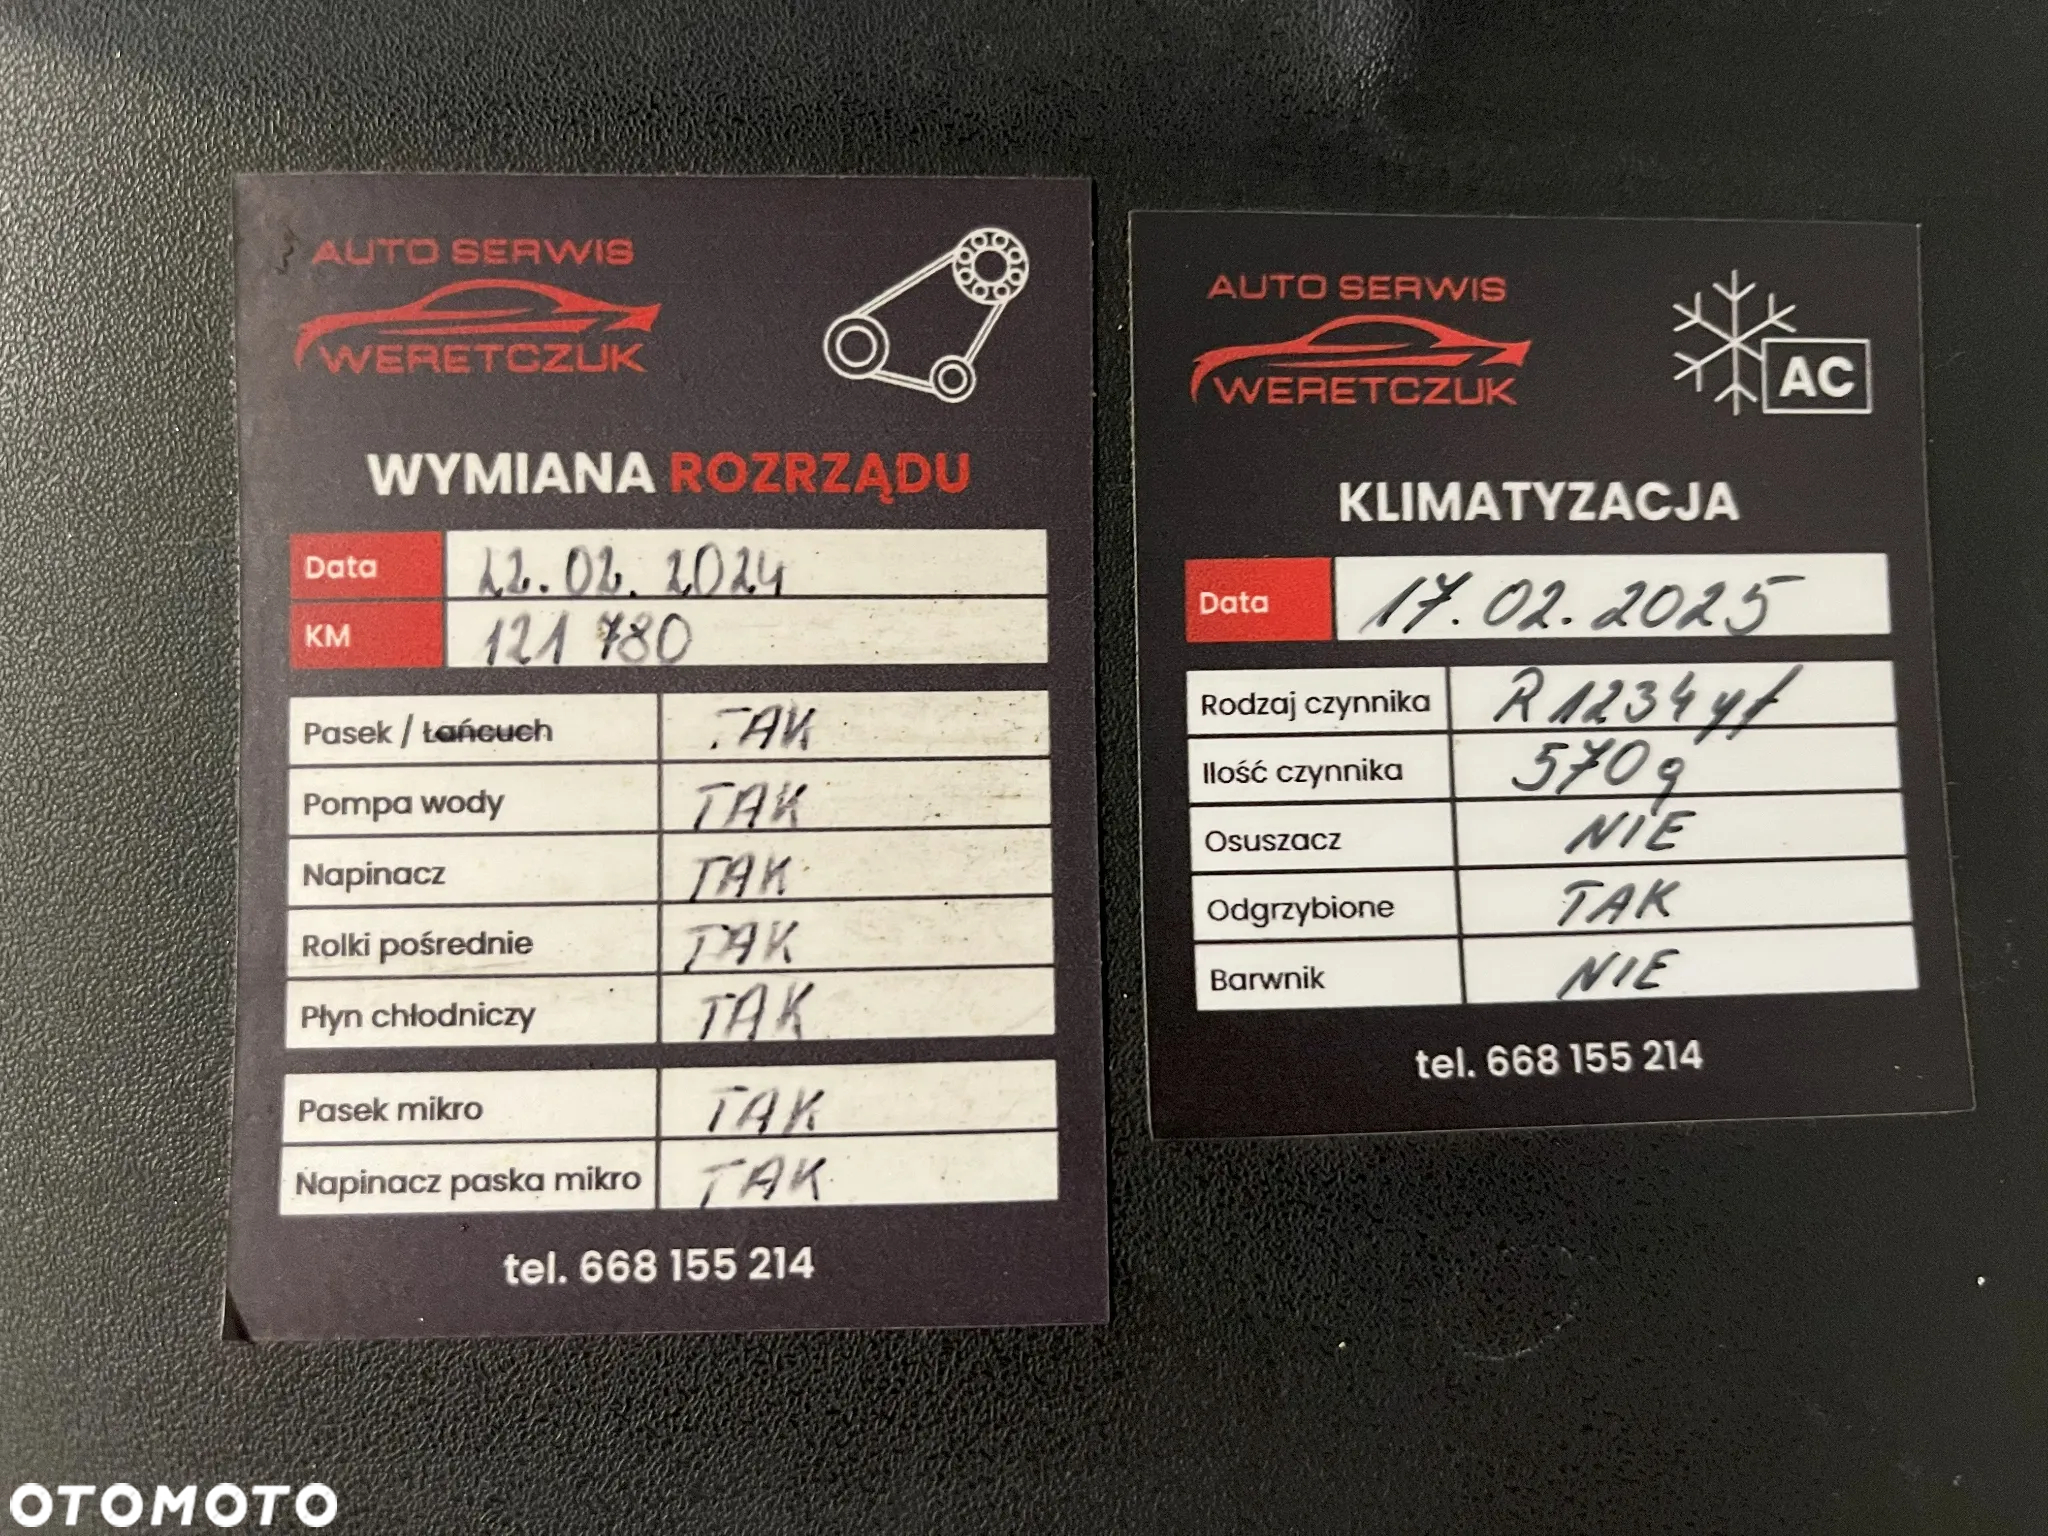 AUTO SERWIS
WERETCZUK
WYMIANA ROZRZĄDU
Data 22.02.2024
KM 121 780
Pasek / Łańcuch TAK
Pompa wody TAK
Napinacz TAK
Rolki pośrednie TAK
Płyn chłodniczy TAK
Pasek mikro TAK
Napinacz paska mikro TAK
tel. 668 155 214
AUTO SERWIS
WERETCZUK
AC
KLIMATYZACJA
Data 17.02.2025
Rodzaj czynnika R1234yf
Ilość czynnika 570g
Osuszacz NIE
Odgrzybione TAK
Barwnik NIE
tel. 668 155 214
OTOMOTO